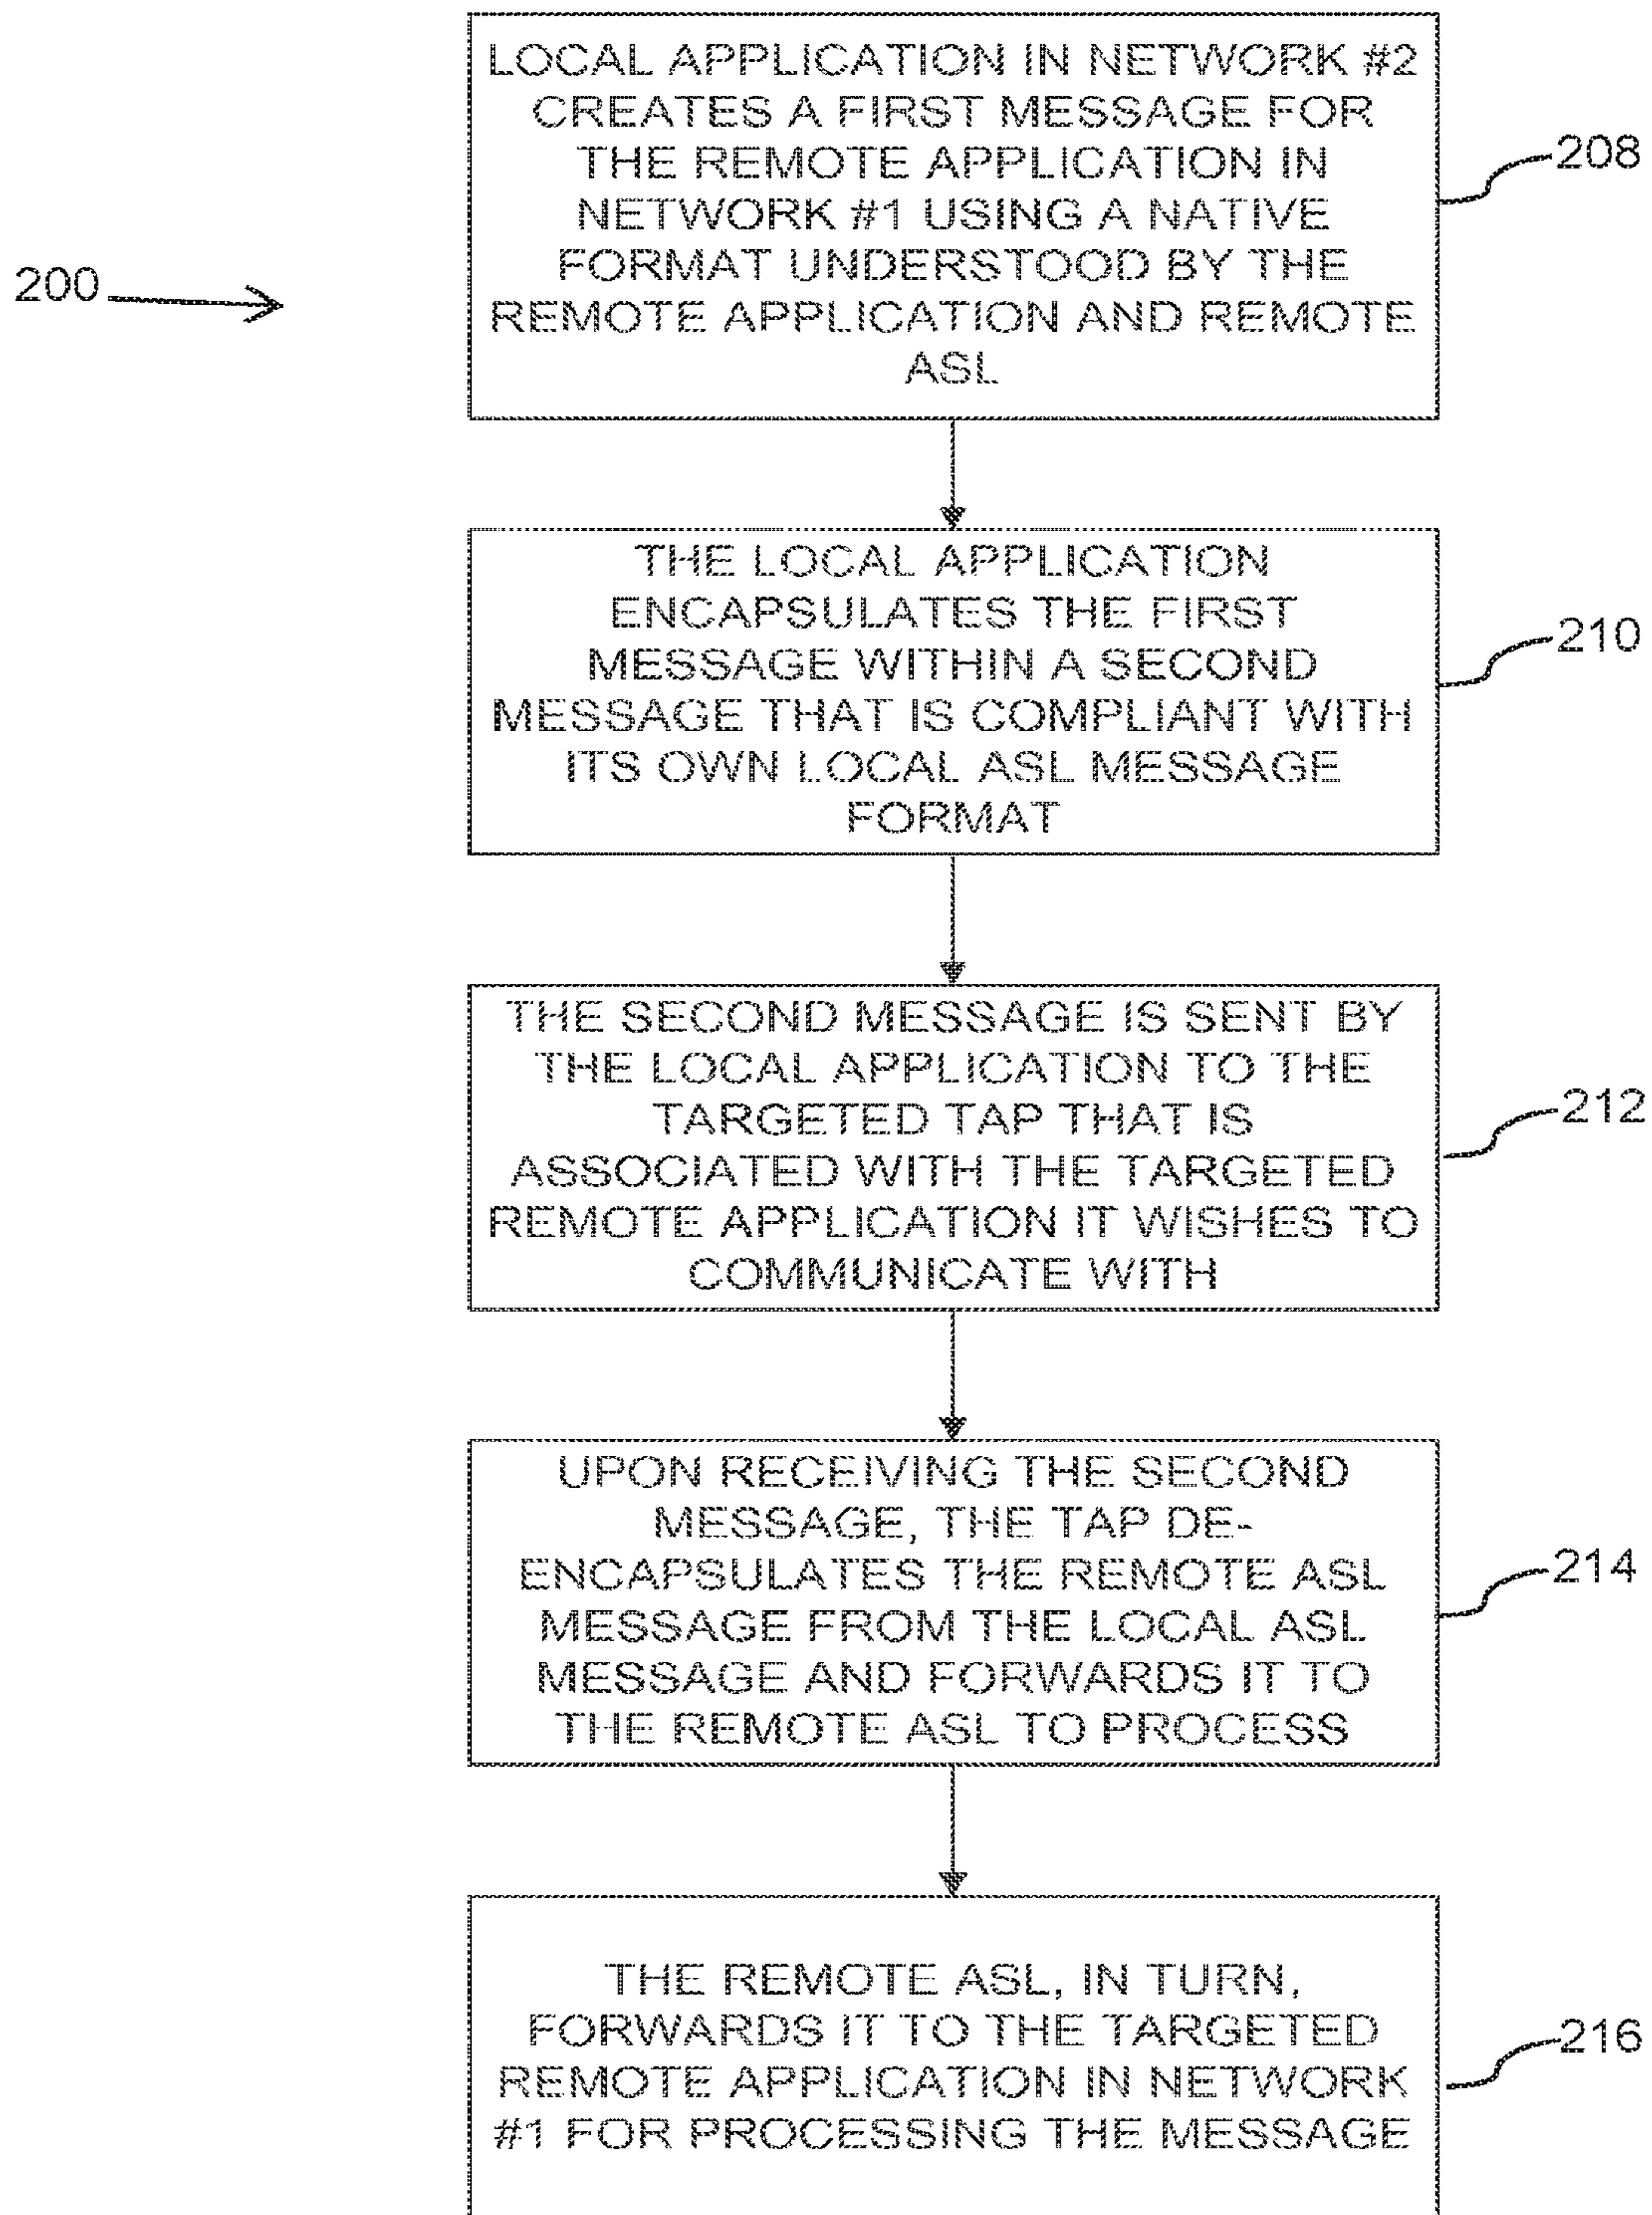 LOCAL APPLICATION IN NETWORK #2
CREATES A FIRST MESSAGE FOR
THE REMOTE APPLICATION IN
NETWORK #1 USING A NATIVE
FORMAT UNDERSTOOD BY THE
REMOTE APPLICATION AND REMOTE
ASL
208
200
THE LOCAL APPLICATION
ENCAPSULATES THE FIRST
MESSAGE WITHIN A SECOND
MESSAGE THAT IS COMPLIANT WITH
ITS OWN LOCAL ASL MESSAGE
FORMAT
210
THE SECOND MESSAGE IS SENT BY
THE LOCAL APPLICATION TO THE
TARGETED TAP THAT IS
ASSOCIATED WITH THE TARGETED
REMOTE APPLICATION IT WISHES TO
COMMUNICATE WITH
212
UPON RECEIVING THE SECOND
MESSAGE, THE TAP DE-
ENCAPSULATES THE REMOTE ASL
MESSAGE FROM THE LOCAL ASL
MESSAGE AND FORWARDS IT TO
THE REMOTE ASL TO PROCESS
214
THE REMOTE ASL, IN TURN,
FORWARDS IT TO THE TARGETED
REMOTE APPLICATION IN NETWORK
#1 FOR PROCESSING THE MESSAGE
216